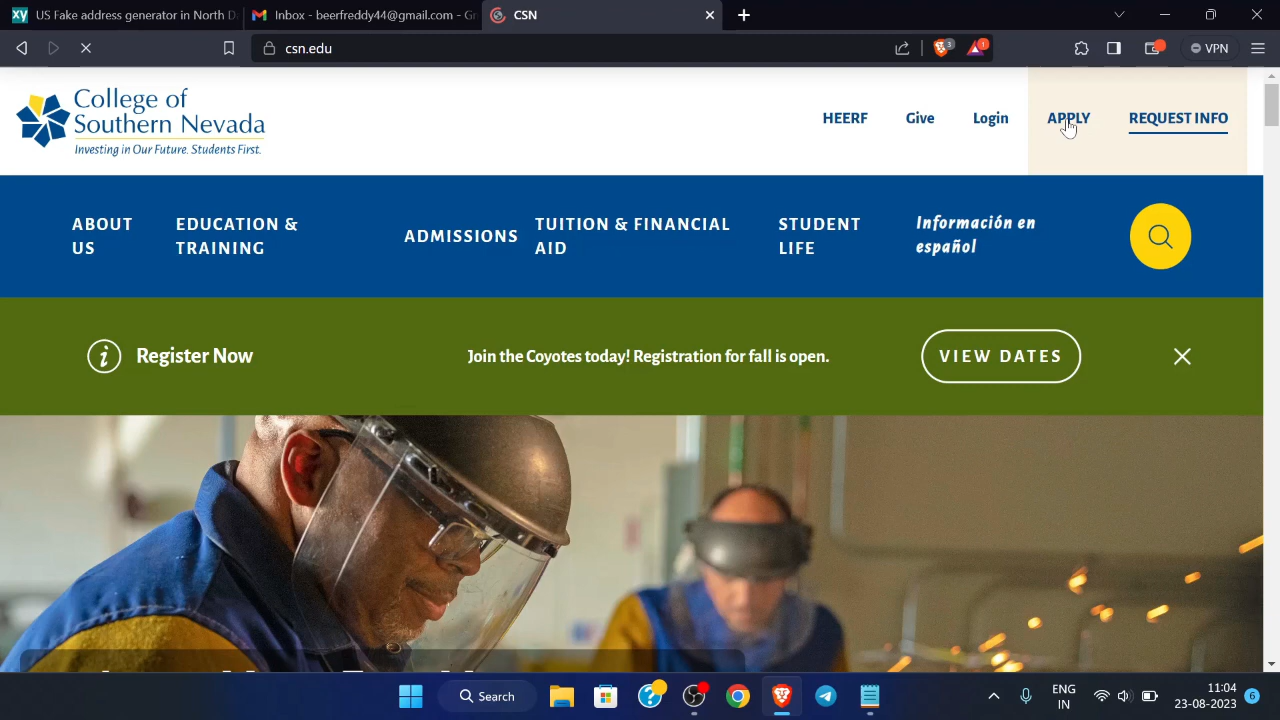 US Fake address generator in North D
Inbox - beerfreddy44@gmail.com - G
CSN
csn.edu
3
1
VPN
College of
Southern Nevada
Investing in Our Future. Students First.
HEERF
Give
Login
APPLY
REQUEST INFO
ABOUT US
EDUCATION & TRAINING
ADMISSIONS
TUITION & FINANCIAL AID
STUDENT LIFE
Información en español
Register Now
Join the Coyotes today! Registration for fall is open.
VIEW DATES
Search
ENG
IN
11:04
23-08-2023
6